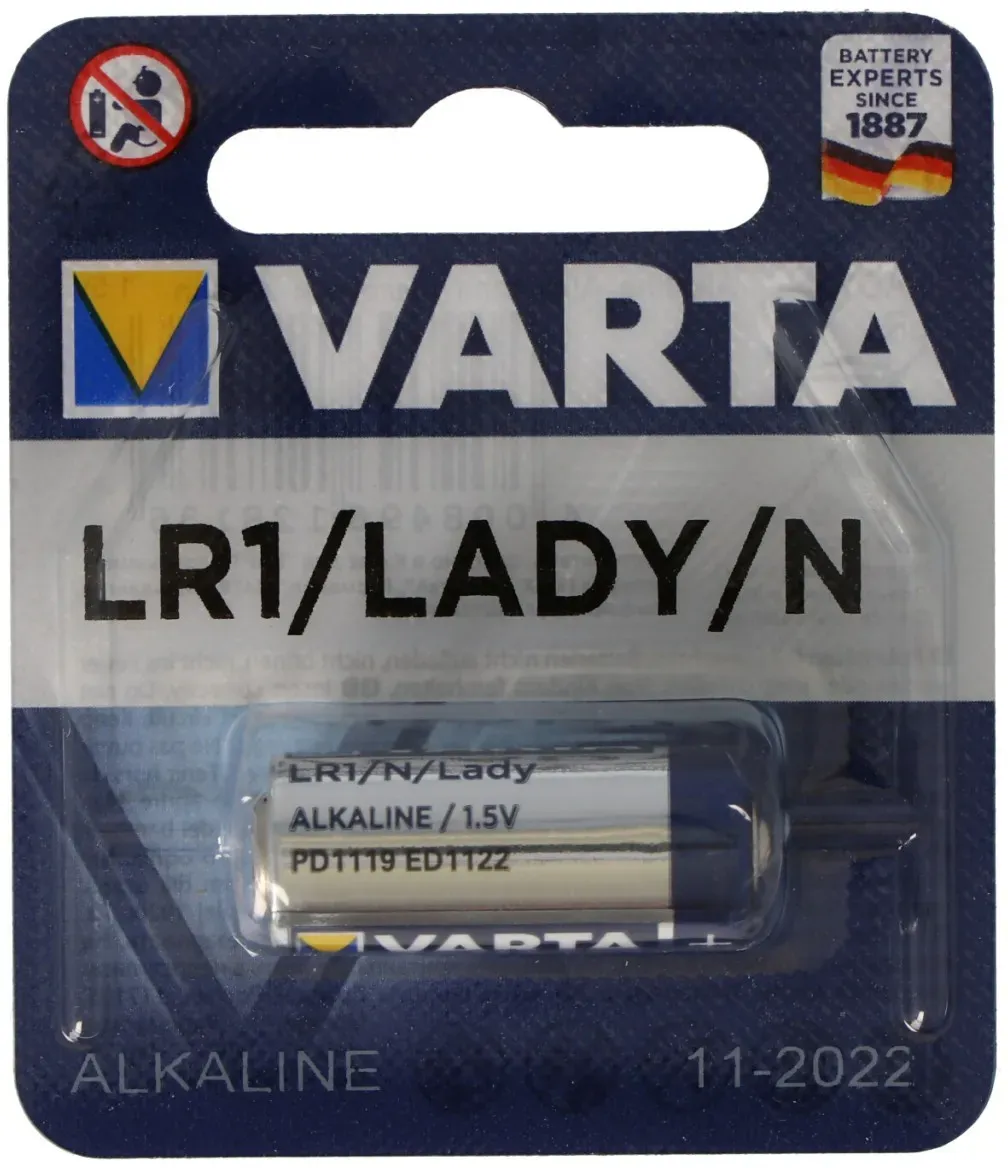 BATTERY
EXPERTS
SINCE
1887
VARTA
LR1/LADY/N
LR1/N/Lady
ALKALINE / 1.5V
PD1119 ED1122
VARTA +
ALKALINE
11-2022